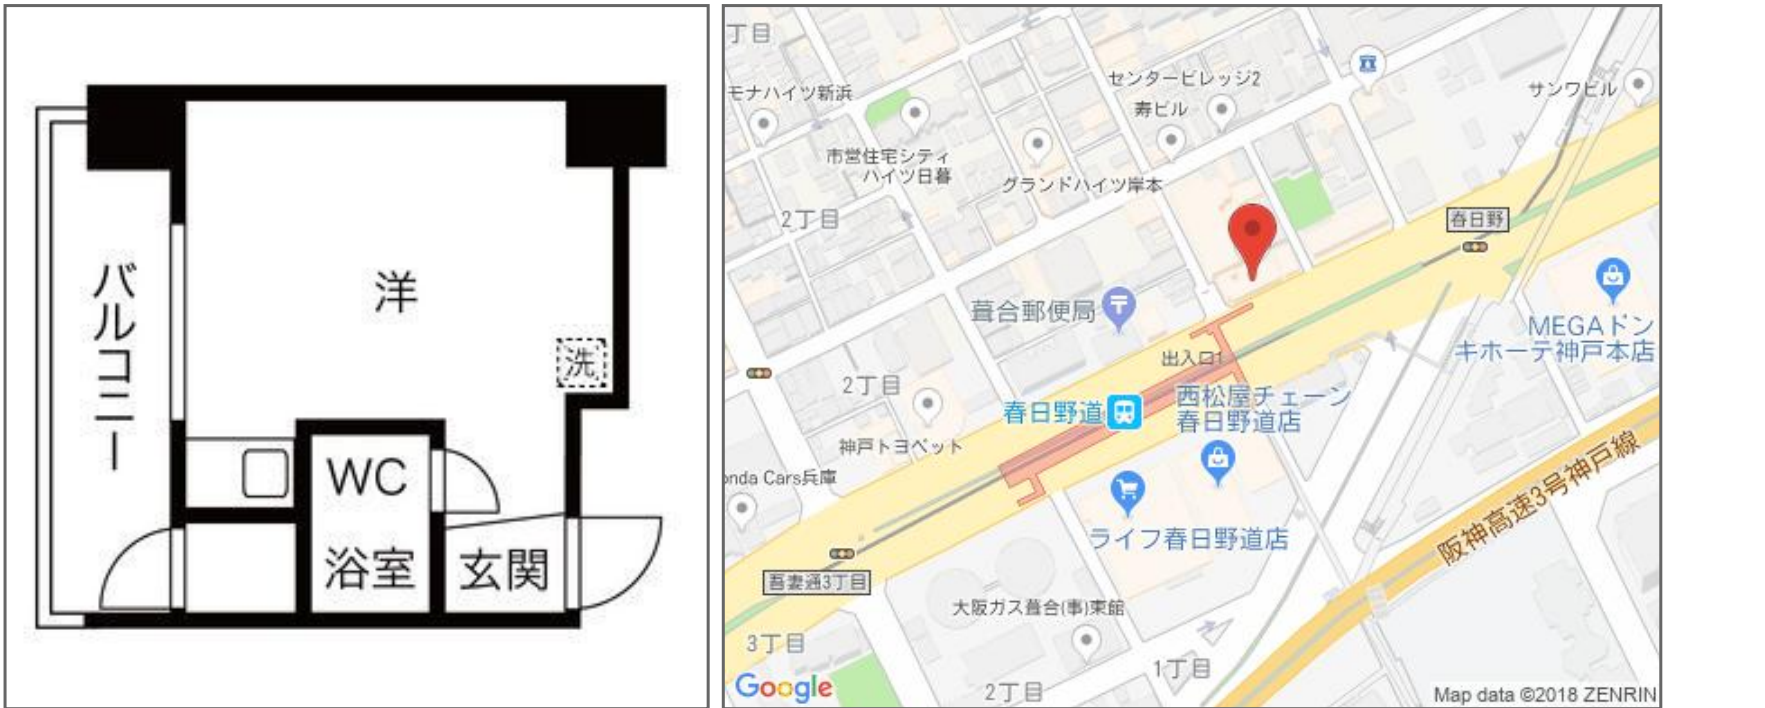 バルコニー
洋
洗
WC
浴室
玄関
丁目
モナハイツ新浜
センタービレッジ2
寿ビル
サンワビル
市営住宅シティ
ハイツ日暮
グランドハイツ岸本
2丁目
春日野
葺合郵便局
MEGAドン
キホーテ神戸本店
出入口1
2丁目
西松屋チェーン
春日野道店
春日野道
神戸トヨペット
onda Cars兵庫
ライフ春日野道店
阪神高速3号神戸線
吾妻通3丁目
大阪ガス葺合(事)東館
3丁目
1丁目
2丁目
Google
Map data ©2018 ZENRIN